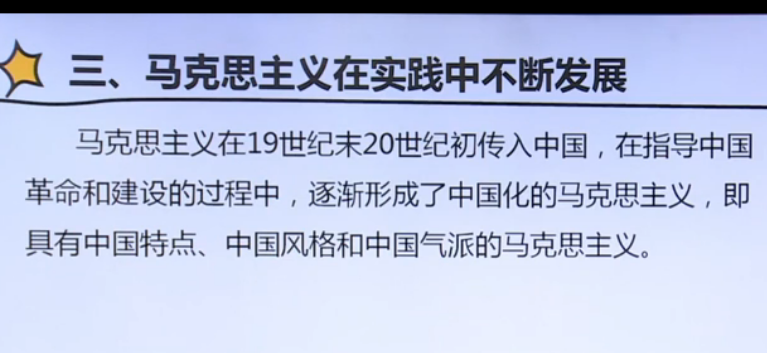 三、马克思主义在实践中不断发展
马克思主义在19世纪末20世纪初传入中国，在指导中国
革命和建设的过程中，逐渐形成了中国化的马克思主义，即
具有中国特点、中国风格和中国气派的马克思主义。